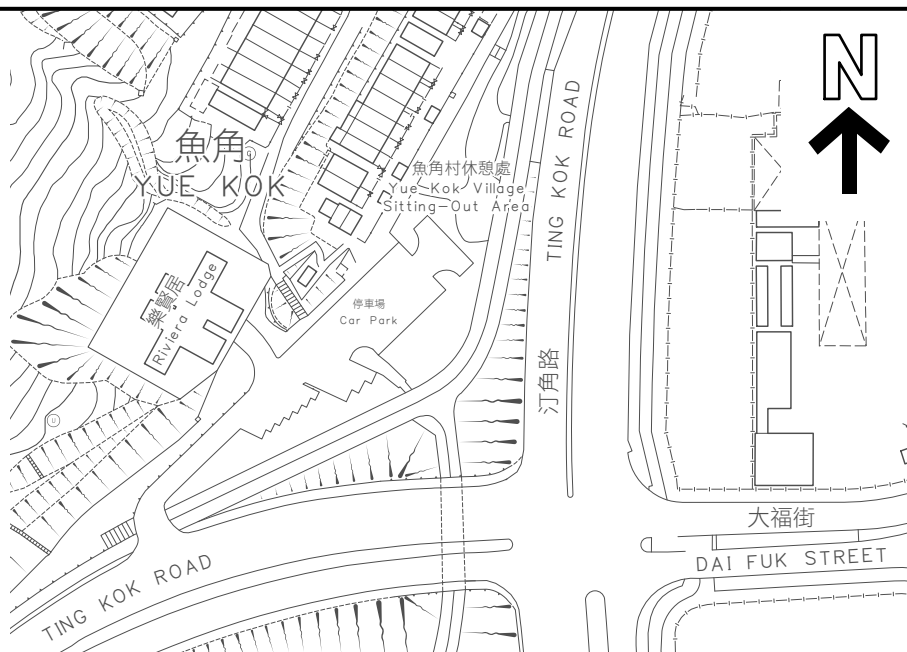 N
魚角
YUE KOK
魚角村休憩處
Yue Kok Village
Sitting-Out Area
TING KOK ROAD
汀角路
樂賢居
Riviera Lodge
停車場
Car Park
大福街
DAI FUK STREET
TING KOK ROAD